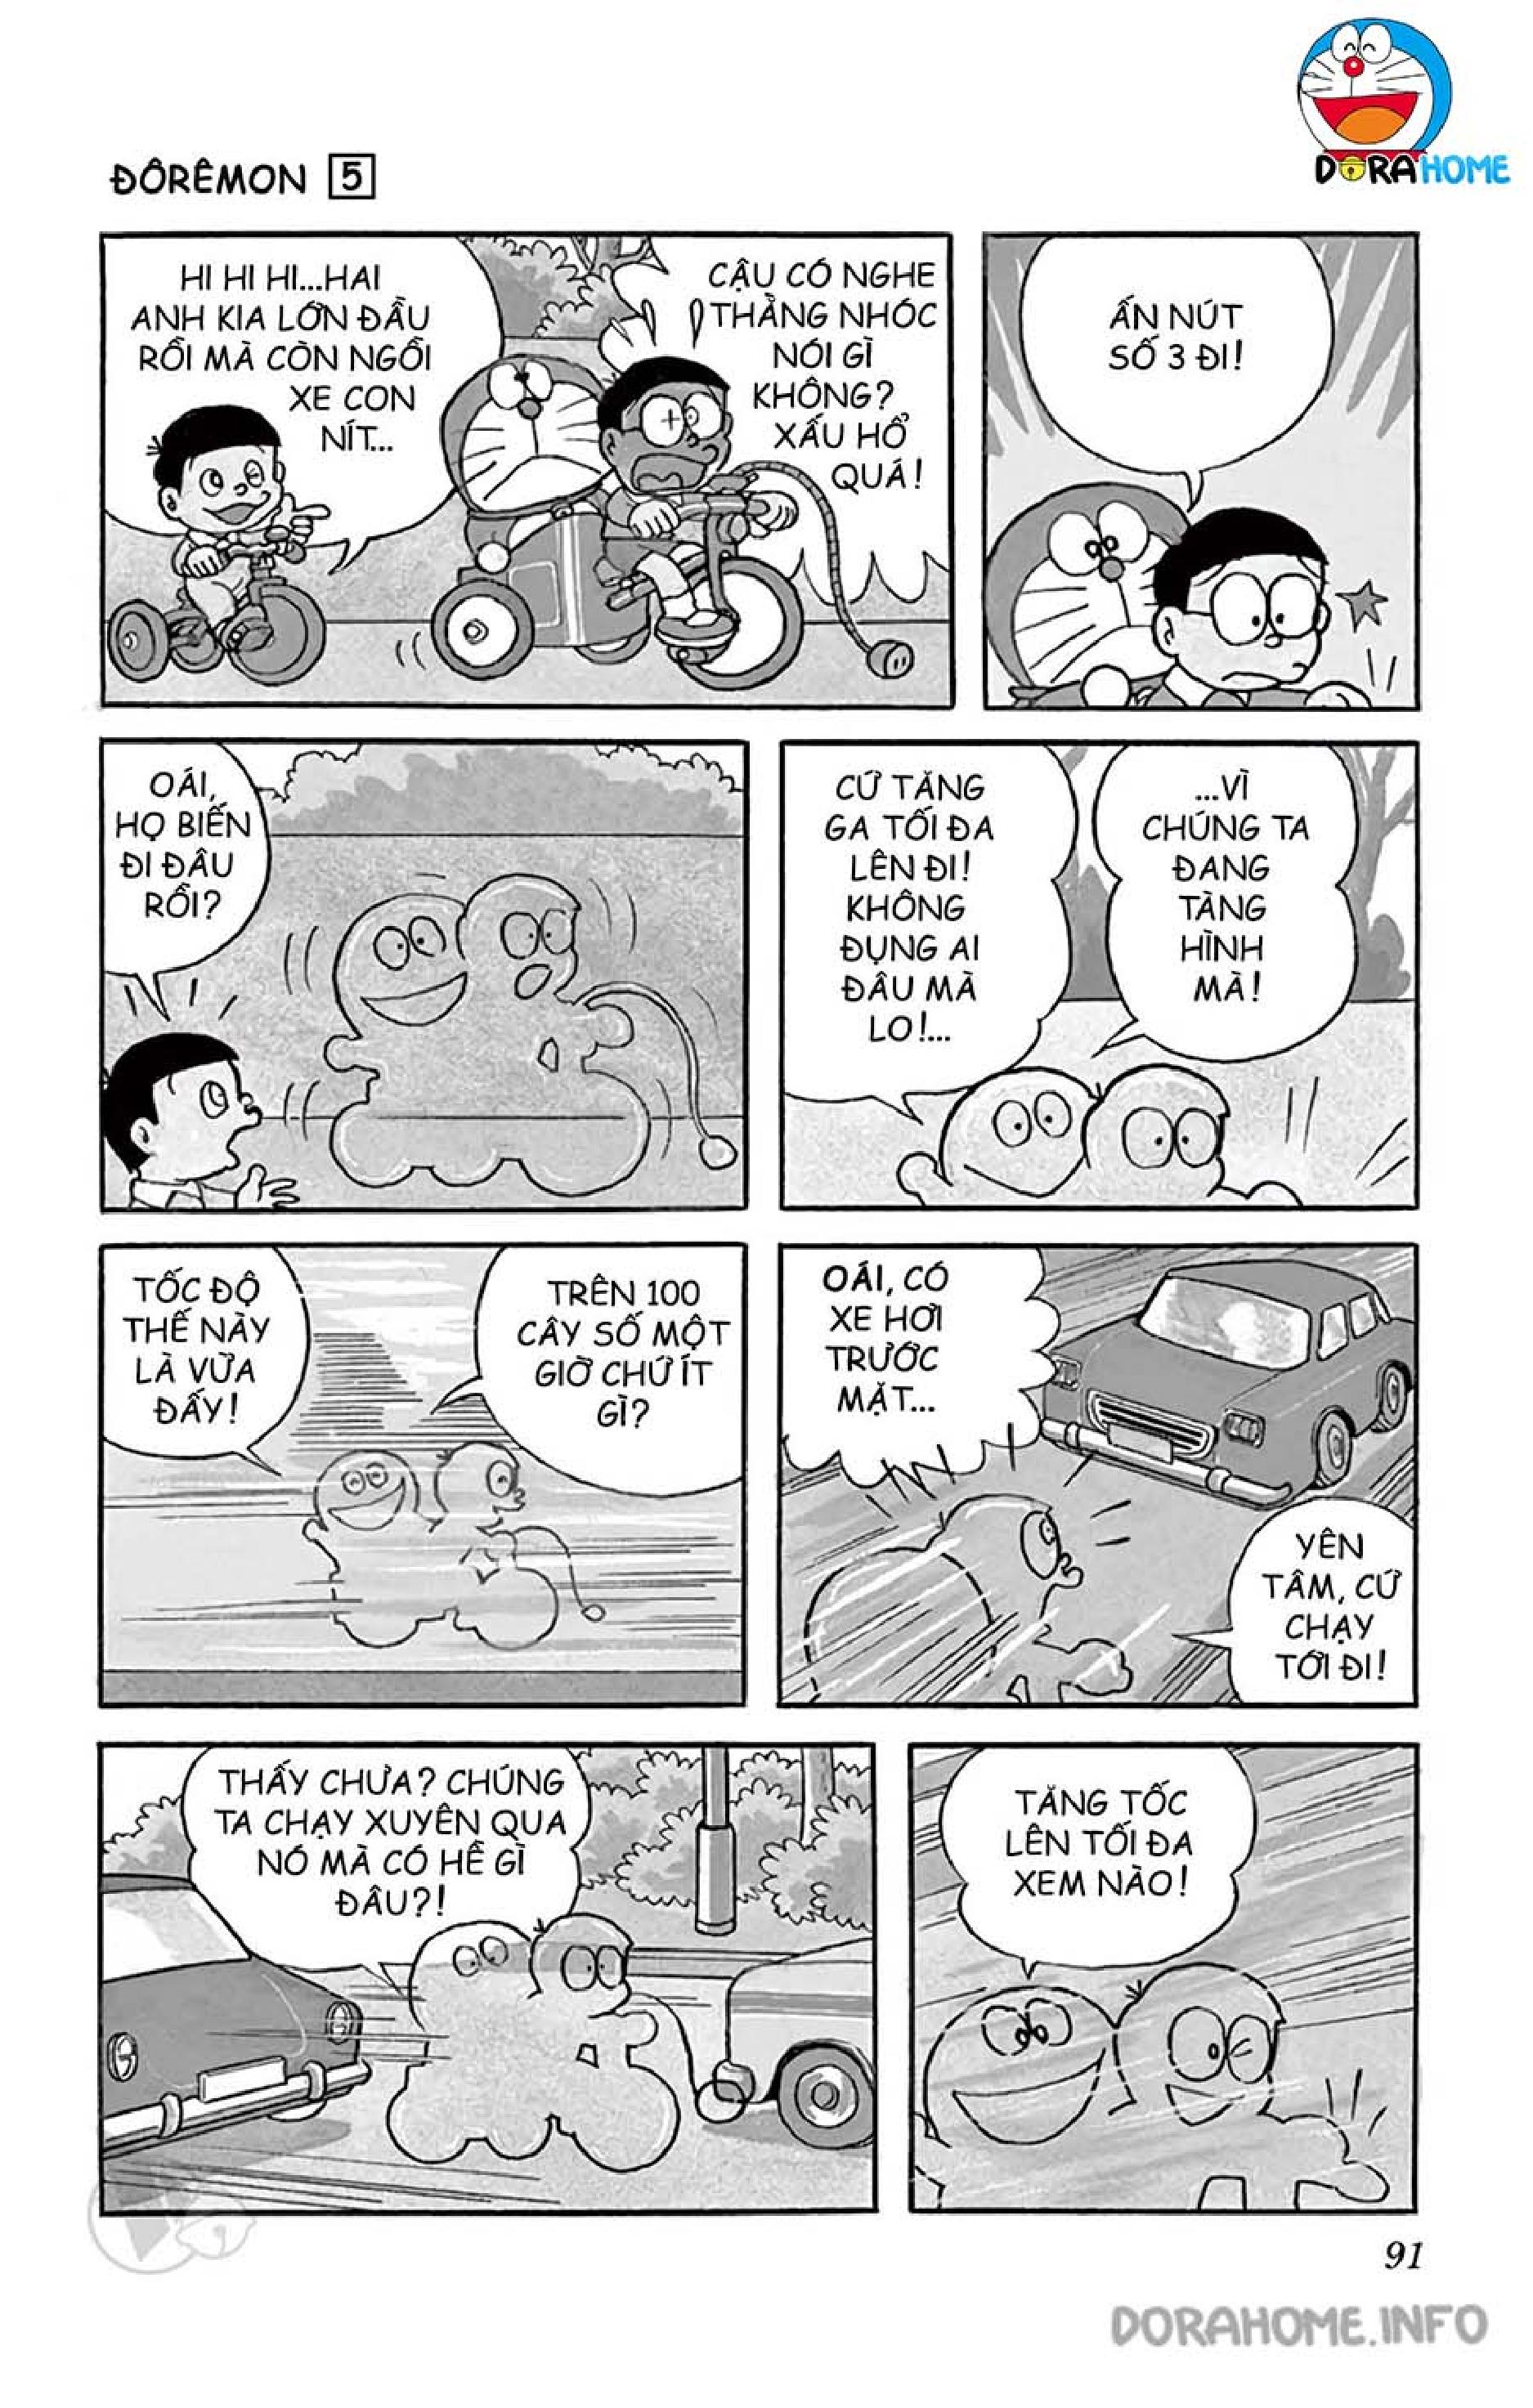 DORAHOME
ĐÔRÊMON 5
HI HI HI...HAI
ANH KIA LỚN ĐẦU
RỒI MÀ CÒN NGỒI
XE CON
NÍT...
CẬU CÓ NGHE
THẰNG NHÓC
NÓI GÌ
KHÔNG?
XẤU HỔ
QUÁ!
ẤN NÚT
SỐ 3 ĐI!
OÁI,
HỌ BIẾN
ĐI ĐÂU
RỒI?
CỨ TĂNG
GA TỐI ĐA
LÊN ĐI!
KHÔNG
ĐỤNG AI
ĐÂU MÀ
LO!...
...VÌ
CHÚNG TA
ĐANG
TÀNG
HÌNH
MÀ!
TỐC ĐỘ
THẾ NÀY
LÀ VỪA
ĐẤY!
TRÊN 100
CÂY SỐ MỘT
GIỜ CHỨ ÍT
GÌ?
OÁI, CÓ
XE HƠI
TRƯỚC
MẶT...
YÊN
TÂM, CỨ
CHẠY
TỚI ĐI!
THẤY CHƯA? CHÚNG
TA CHẠY XUYÊN QUA
NÓ MÀ CÓ HỀ GÌ
ĐÂU?!
TĂNG TỐC
LÊN TỐI ĐA
XEM NÀO!
91
DORAHOME.INFO